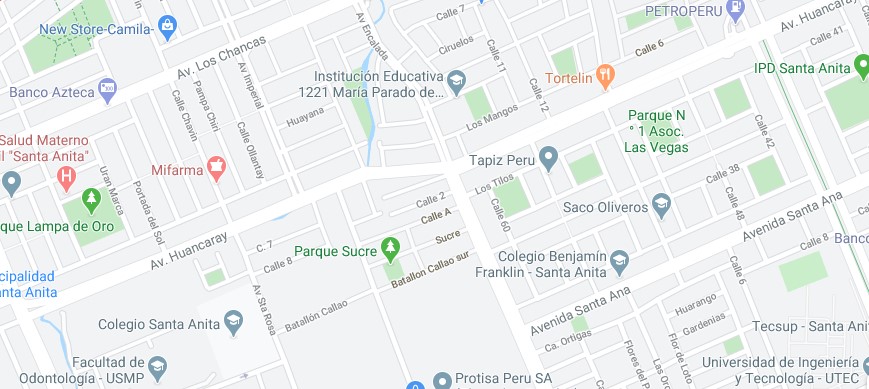 PETROPERU
Calle 7
New Store-Camila-
Av. Huancaray
Av Encalada
Ciruelos
Calle 6
Calle 41
Av. Los Chancas
Calle 11
IPD Santa Anita
Institución Educativa
1221 María Parado de...
Tortelin
Banco Azteca
Pampa Chiri
Av Imperial
Calle Chavin
Calle 12
Los Mangos
Huayana
Parque N
° 1 Asoc.
Las Vegas
Salud Materno
il "Santa Anita"
Calle Ollantay
Calle 42
Mifarma
Tapiz Peru
Uran Marca
Portada del Sol
Los Tilos
Calle 38
Calle 2
Saco Oliveros
Calle 48
que Lampa de Oro
Calle A
Calle 60
Avenida Santa Ana
Sucre
C. 7
Av. Huancaray
Parque Sucre
Calle 8
Banco
Calle 8
Colegio Benjamín
Franklin - Santa Anita
Batallon Callao sur
Calle 6
cipalidad
anta Anita
Av Sta Rosa
Avenida Santa Ana
Huarango
Colegio Santa Anita
Batallón Callao
Gardenias
Tecsup - Santa Anit
Ca. Ortigas
Flores del
Las Or
Flor de Loto
Facultad de
Odontología - USMP
Protisa Peru SA
Universidad de Ingeniería
y Tecnología - UTEC